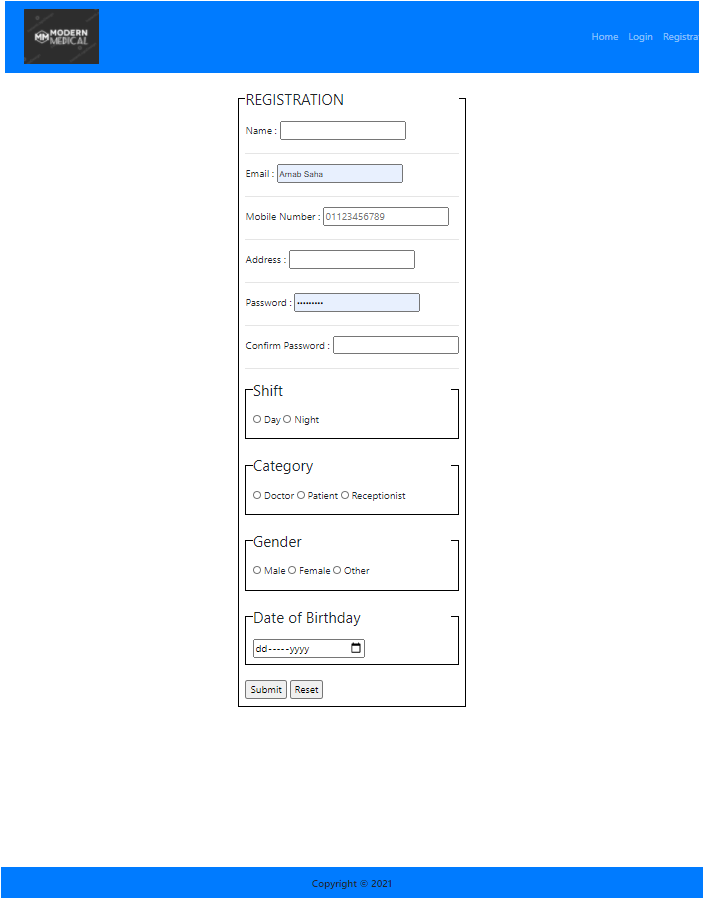 MM MODERN
MEDICAL
Home Login Registra
REGISTRATION
Name :
Email : Arnab Saha
Mobile Number : 01123456789
Address :
Password : •••••••••
Confirm Password :
Shift
Day Night
Category
Doctor Patient Receptionist
Gender
Male Female Other
Date of Birthday
dd-----yyyy
Submit Reset
Copyright © 2021